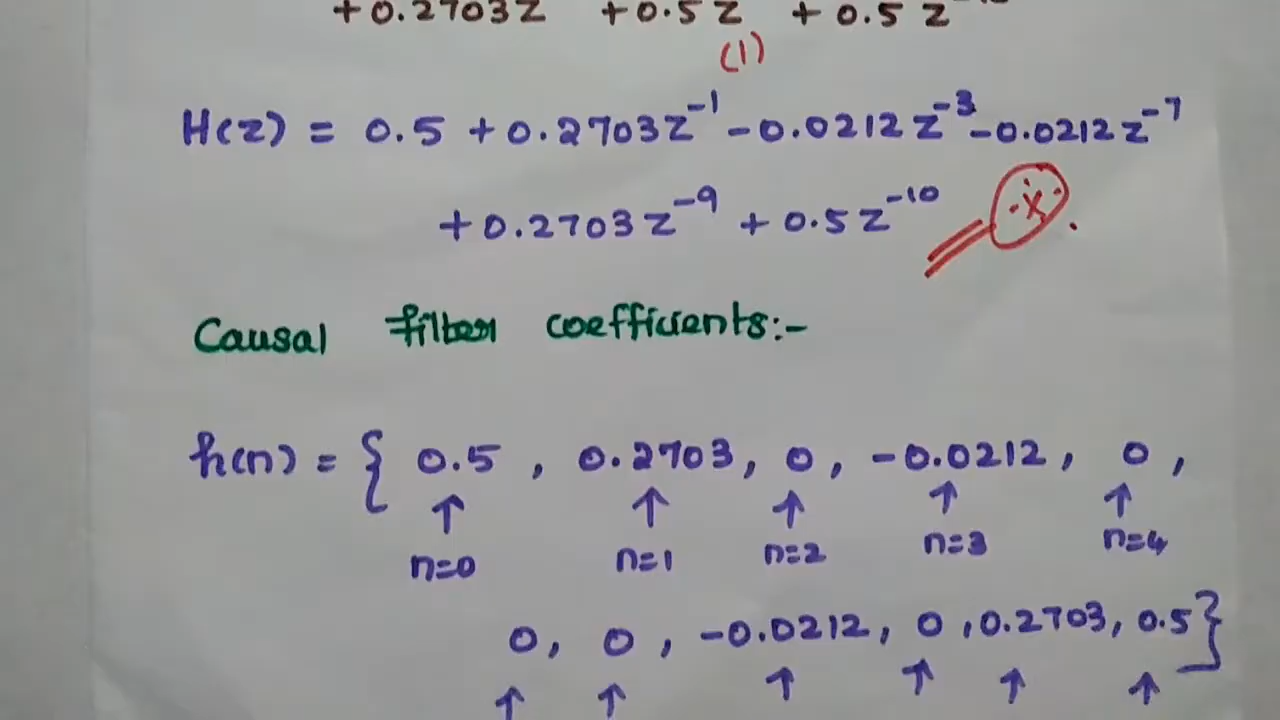 +0.2703z +0.5z + 0.5 z
(1)
H(z) = 0.5 + 0.2703z⁻¹ - 0.0212z⁻³ - 0.0212z⁻⁷
+ 0.2703z⁻⁹ + 0.5z⁻¹⁰
Causal filter coefficients:-
h(n) = { 0.5 , 0.2703, 0, -0.0212, 0 ,
↑ ↑ ↑ ↑ ↑
n=0 n=1 n=2 n=3 n=4
0, 0, -0.0212, 0, 0.2703, 0.5}
↑ ↑ ↑ ↑ ↑ ↑